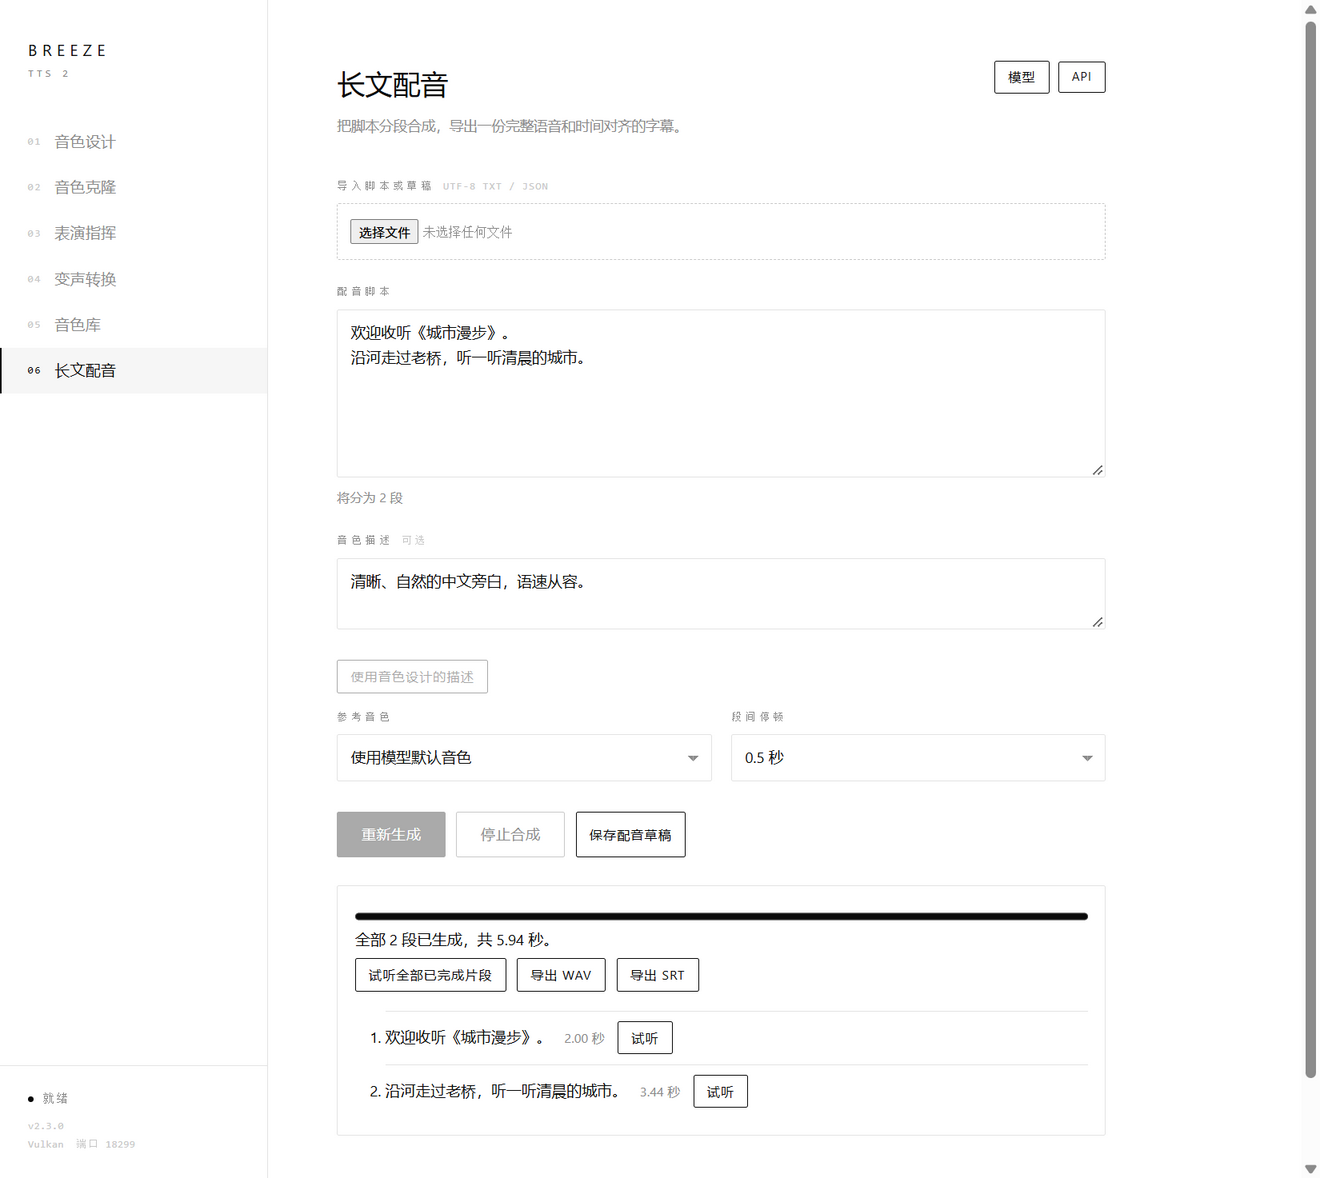 BREEZE
TTS 2
01 音色设计
02 音色克隆
03 表演指挥
04 变声转换
05 音色库
06 长文配音
就绪
v2.3.0
Vulkan 端口 18299
长文配音
模型
API
把脚本分段合成，导出一份完整语音和时间对齐的字幕。
导入脚本或草稿 UTF-8 TXT / JSON
选择文件 未选择任何文件
配音脚本
欢迎收听《城市漫步》。
沿河走过老桥，听一听清晨的城市。
将分为 2 段
音色描述 可选
清晰、自然的中文旁白，语速从容。
使用音色设计的描述
参考音色
段间停顿
使用模型默认音色
0.5 秒
重新生成
停止合成
保存配音草稿
全部 2 段已生成，共 5.94 秒。
试听全部已完成片段
导出 WAV
导出 SRT
1. 欢迎收听《城市漫步》。 2.00 秒 试听
2. 沿河走过老桥，听一听清晨的城市。 3.44 秒 试听